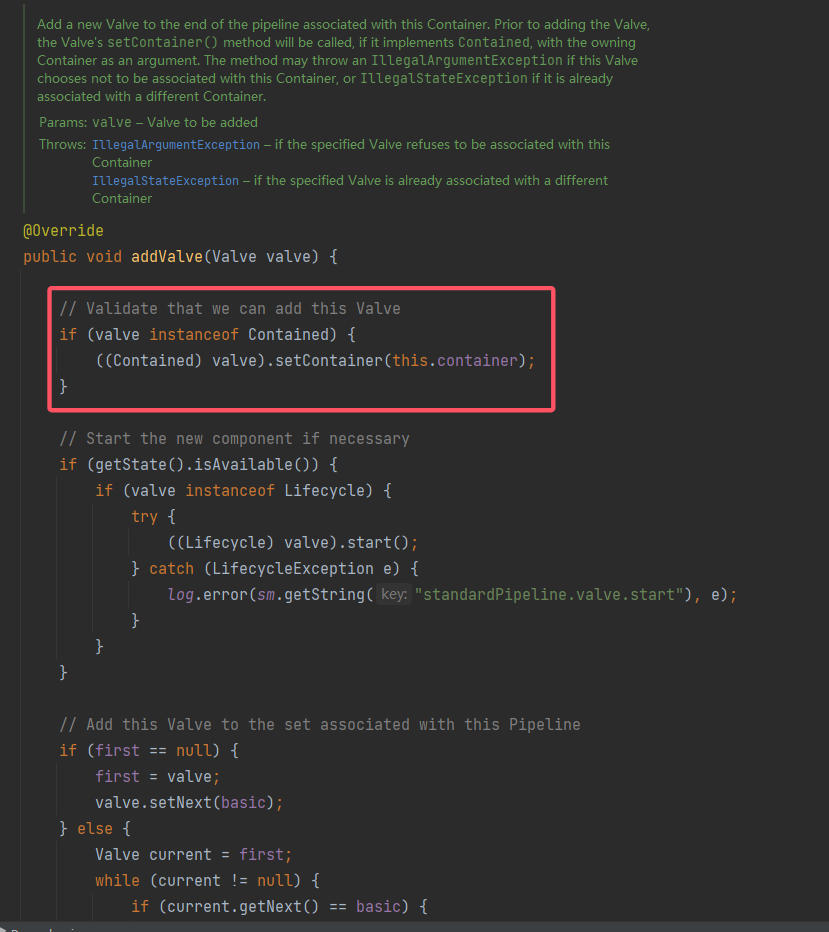 Add a new Valve to the end of the pipeline associated with this Container. Prior to adding the Valve,
the Valve's setContainer() method will be called, if it implements Contained, with the owning
Container as an argument. The method may throw an IllegalArgumentException if this Valve
chooses not to be associated with this Container, or IllegalStateException if it is already
associated with a different Container.
Params: valve – Valve to be added
Throws: IllegalArgumentException – if the specified Valve refuses to be associated with this
Container
IllegalStateException – if the specified Valve is already associated with a different
Container
@Override
public void addValve(Valve valve) {
// Validate that we can add this Valve
if (valve instanceof Contained) {
((Contained) valve).setContainer(this.container);
}
// Start the new component if necessary
if (getState().isAvailable()) {
if (valve instanceof Lifecycle) {
try {
((Lifecycle) valve).start();
} catch (LifecycleException e) {
log.error(sm.getString( key: "standardPipeline.valve.start"), e);
}
}
}
// Add this Valve to the set associated with this Pipeline
if (first == null) {
first = valve;
valve.setNext(basic);
} else {
Valve current = first;
while (current != null) {
if (current.getNext() == basic) {